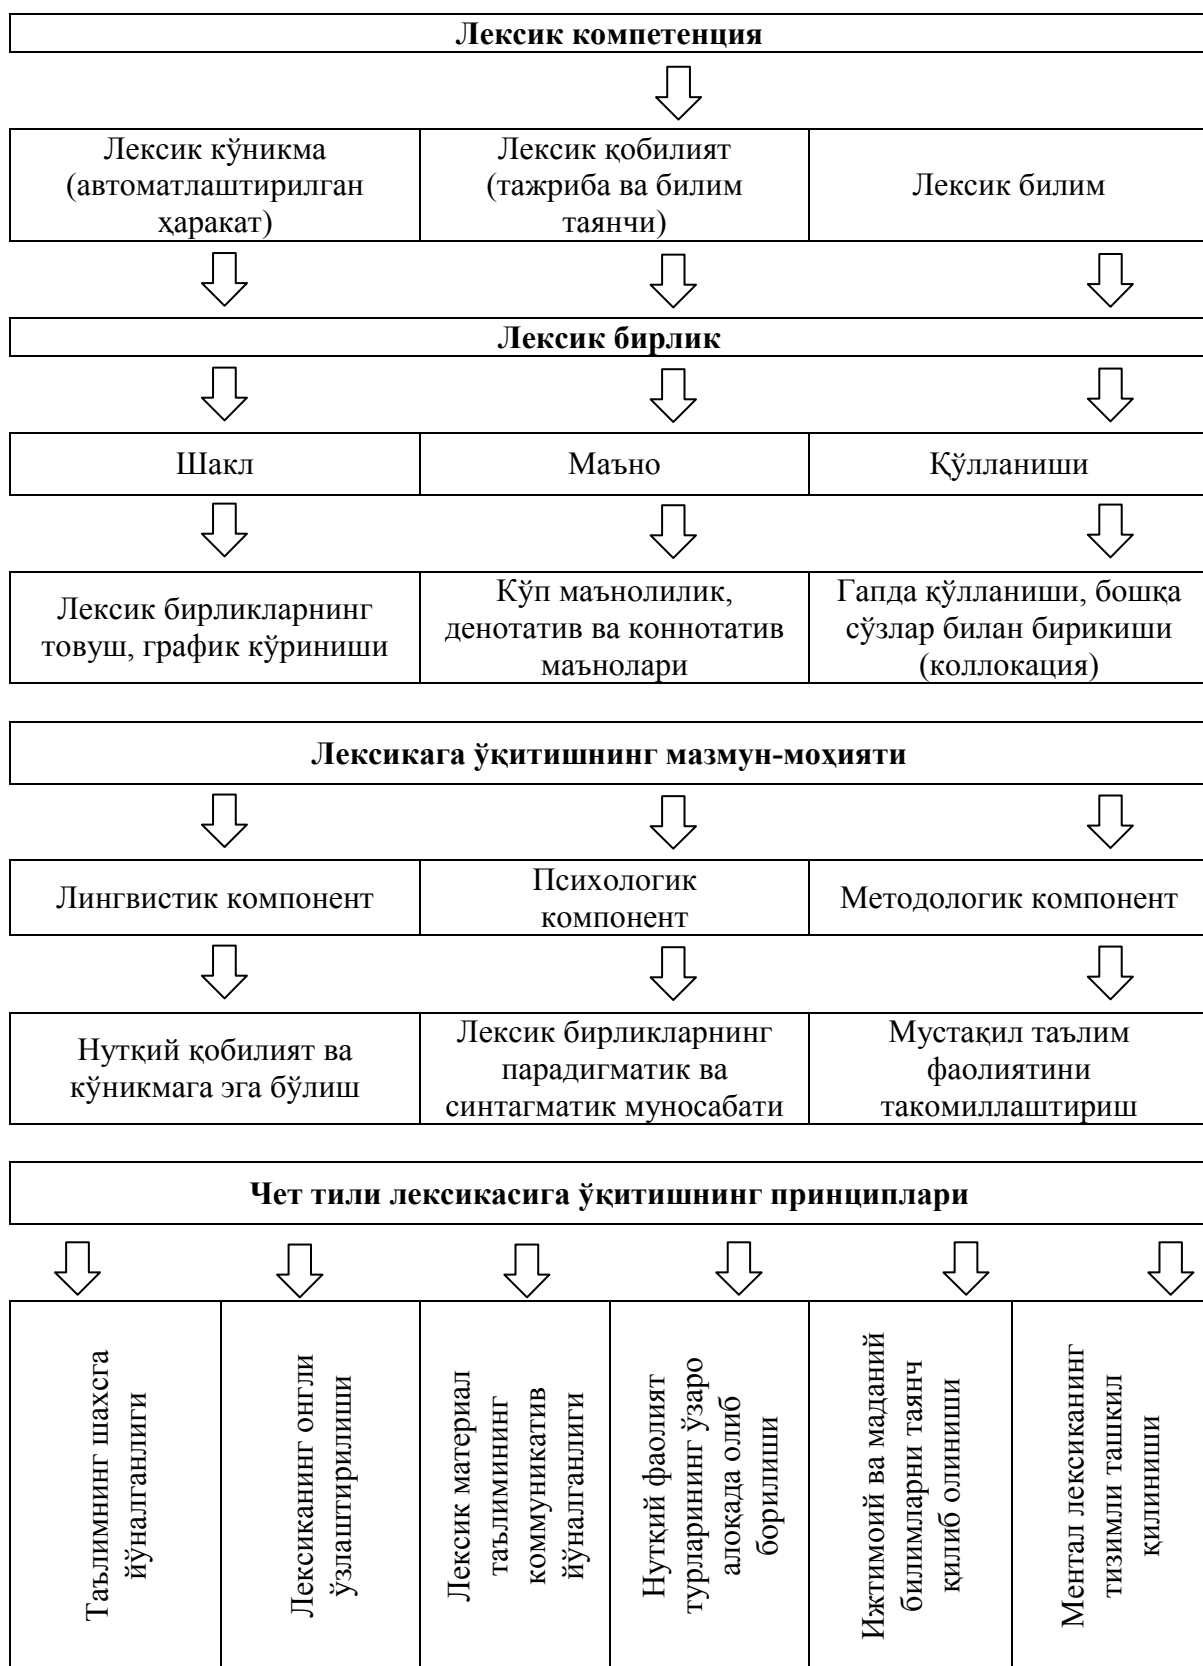 Лексик компетенция
Лексик кўникма
(автоматлаштирилган
ҳаракат)
Лексик қобилият
(тажриба ва билим
таянчи)
Лексик билим
Лексик бирлик
Шакл
Маъно
Қўлланиши
Лексик бирликларнинг
товуш, график кўриниши
Кўп маънолилик,
денотатив ва коннотатив
маънолари
Гапда қўлланиши, бошқа
сўзлар билан бирикиши
(коллокация)
Лексикага ўқитишнинг мазмун-моҳияти
Лингвистик компонент
Психологик
компонент
Методологик компонент
Нутқий қобилият ва
кўникмага эга бўлиш
Лексик бирликларнинг
парадигматик ва
синтагматик муносабати
Мустақил таълим
фаолиятини
такомиллаштириш
Чет тили лексикасига ўқитишнинг принциплари
Таълимнинг шахсга
йўналганлиги
Лексиканинг онгли
ўзлаштирилиши
Лексик материал
таълимининг
коммуникатив
йўналганлиги
Нутқий фаолият
турларининг ўзаро
алоқада олиб
борилиши
Ижтимоий ва маданий
билимларни таянч
қилиб олиниши
Ментал лексиканинг
тизимли ташкил
қилиниши